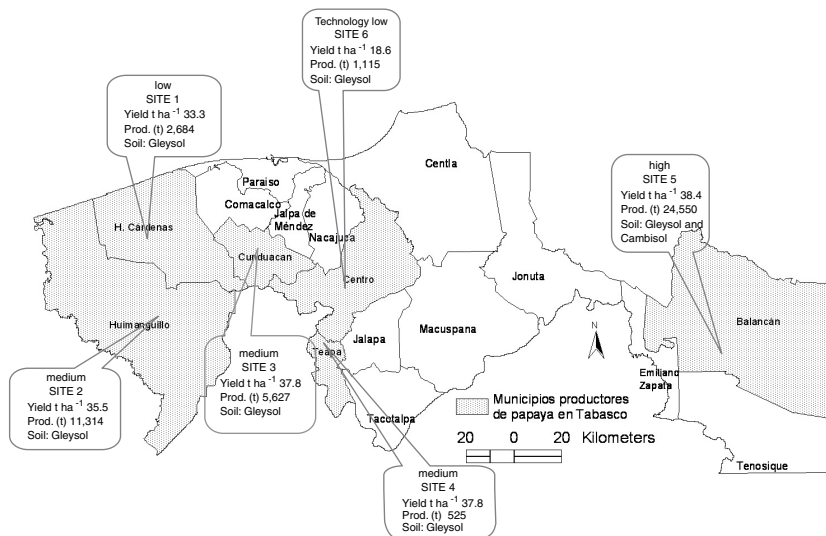 Technology low
SITE 6
Yield t ha -1 18.6
Prod. (t) 1,115
Soil: Gleysol
low
SITE 1
Yield t ha -1 33.3
Prod. (t) 2,684
Soil: Gleysol
high
SITE 5
Yield t ha -1 38.4
Prod. (t) 24,550
Soil: Gleysol and
Cambisol
Centla
Paraiso
Comacalco
Jalpa de
Méndez
Nacajuca
H. Cárdenas
Cunduacan
Centro
Jonuta
Huimanguillo
Teapa
Jalapa
Macuspana
Balancán
N
Emiliano
Zapata
Tacotalpa
Tenosique
medium
SITE 2
Yield t ha -1 35.5
Prod. (t) 11,314
Soil: Gleysol
medium
SITE 3
Yield t ha -1 37.8
Prod. (t) 5,627
Soil: Gleysol
medium
SITE 4
Yield t ha -1 37.8
Prod. (t) 525
Soil: Gleysol
Municipios productores
de papaya en Tabasco
20 0 20 Kilometers